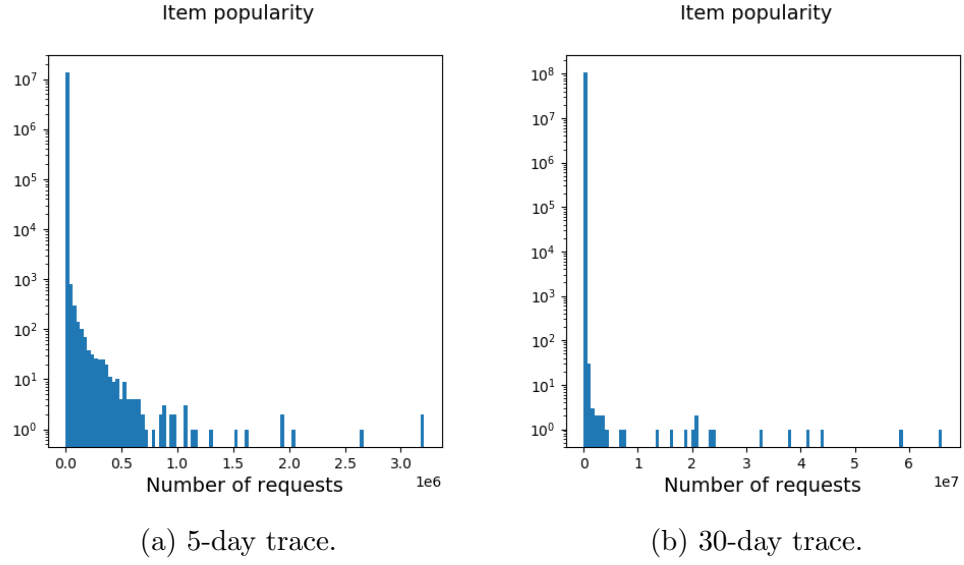 Item popularity
10^7
10^6
10^5
10^4
10^3
10^2
10^1
10^0
0.0 0.5 1.0 1.5 2.0 2.5 3.0
1e6
Number of requests
(a) 5-day trace.
Item popularity
10^8
10^7
10^6
10^5
10^4
10^3
10^2
10^1
10^0
0 1 2 3 4 5 6
1e7
Number of requests
(b) 30-day trace.